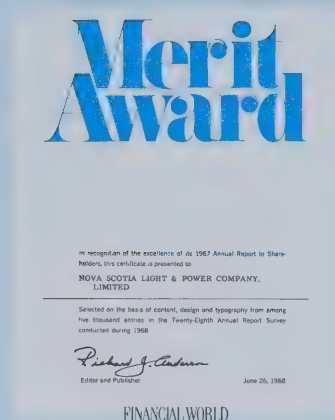 Merit
Award
In recognition of the excellence of its 1967 Annual Report to Share-
holders, this certificate is presented to
NOVA SCOTIA LIGHT & POWER COMPANY,
LIMITED
Selected on the basis of content, design and typography from among
five thousand entries in the Twenty-Eighth Annual Report Survey
conducted during 1968
Richard J. Anderson
Editor and Publisher
June 26, 1968
FINANCIAL WORLD